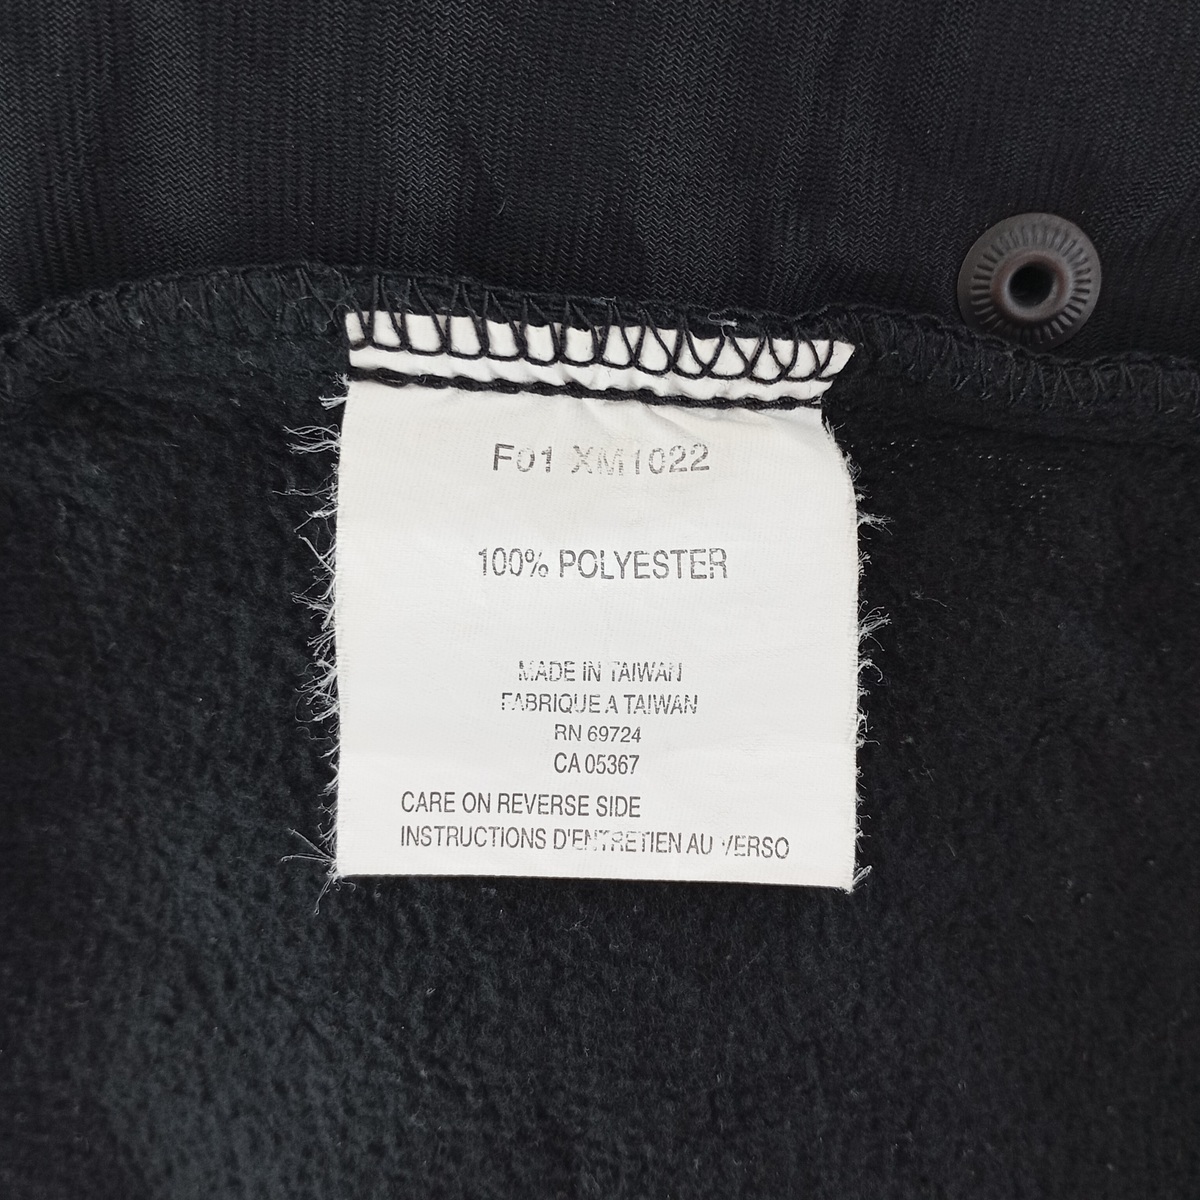 F01 XM1022
100% POLYESTER
MADE IN TAIWAN
FABRIQUE A TAIWAN
RN 69724
CA 05367
CARE ON REVERSE SIDE
INSTRUCTIONS D'ENTRETIEN AU VERSO